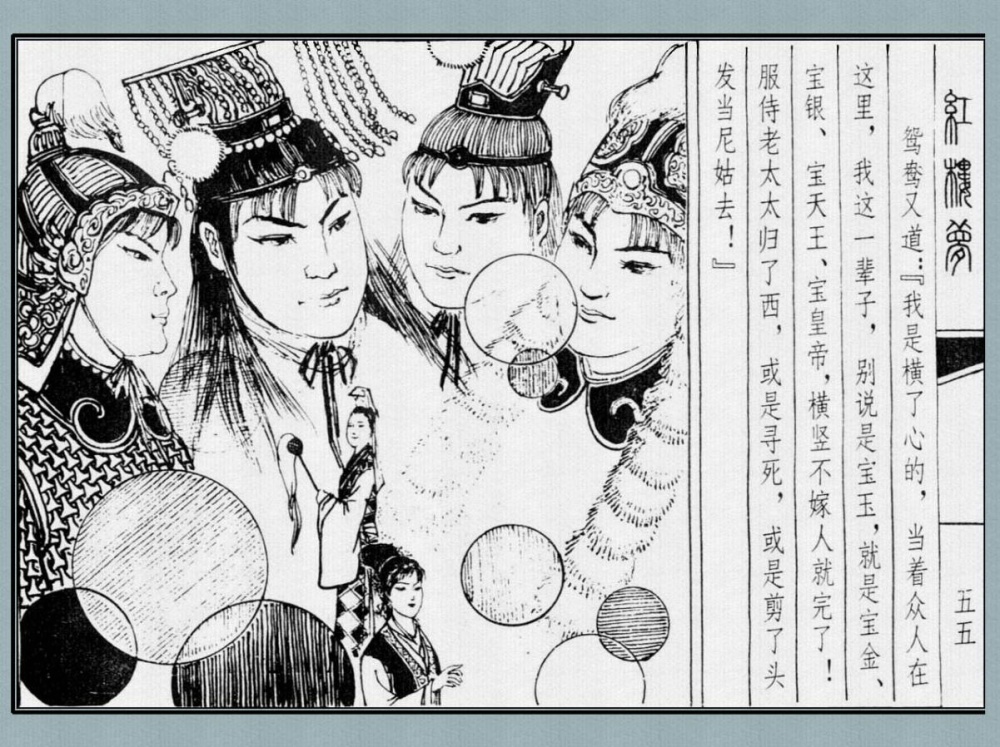 紅樓夢
五五
鸳鸯又道：『我是横了心的，当着众人在
这里，我这一辈子，别说是宝玉，就是宝金、
宝银、宝天王、宝皇帝，横竖不嫁人就完了！
服侍老太太归了西，或是寻死，或是剪了头
发当尼姑去！』